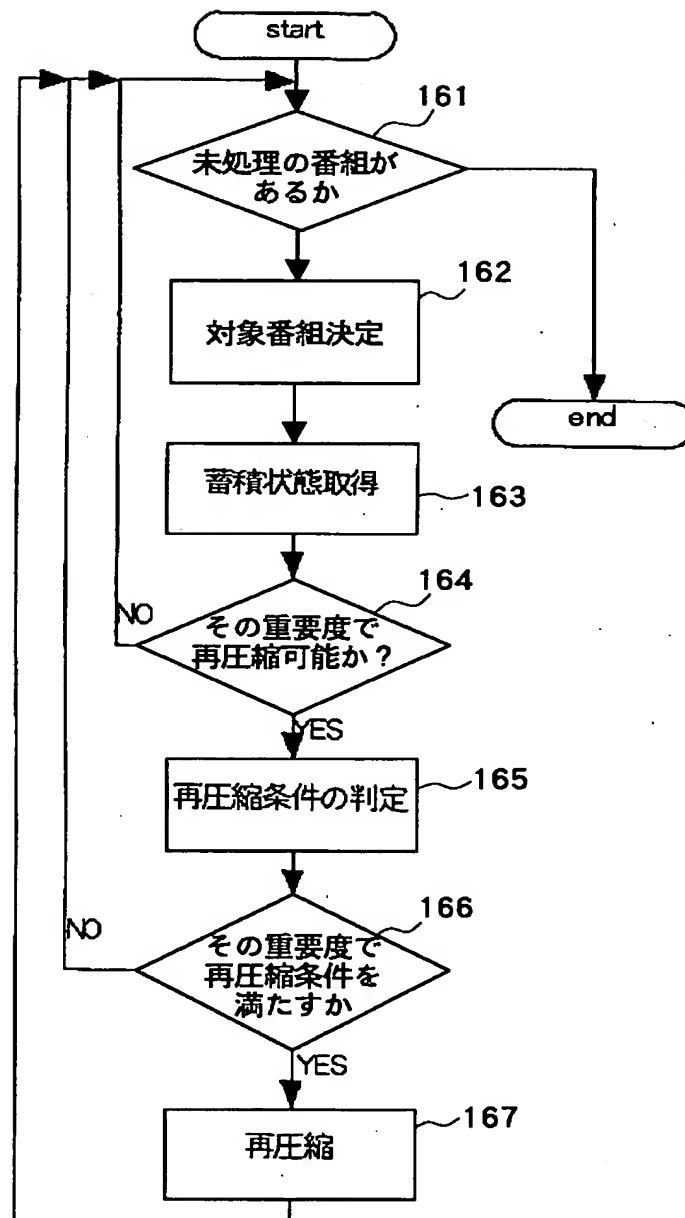 start
161
未処理の番組が
あるか
162
対象番組決定
end
蓄積状態取得
163
164
NO
その重要度で
再圧縮可能か？
YES
再圧縮条件の判定
165
166
NO
その重要度で
再圧縮条件を
満たすか
YES
再圧縮
167